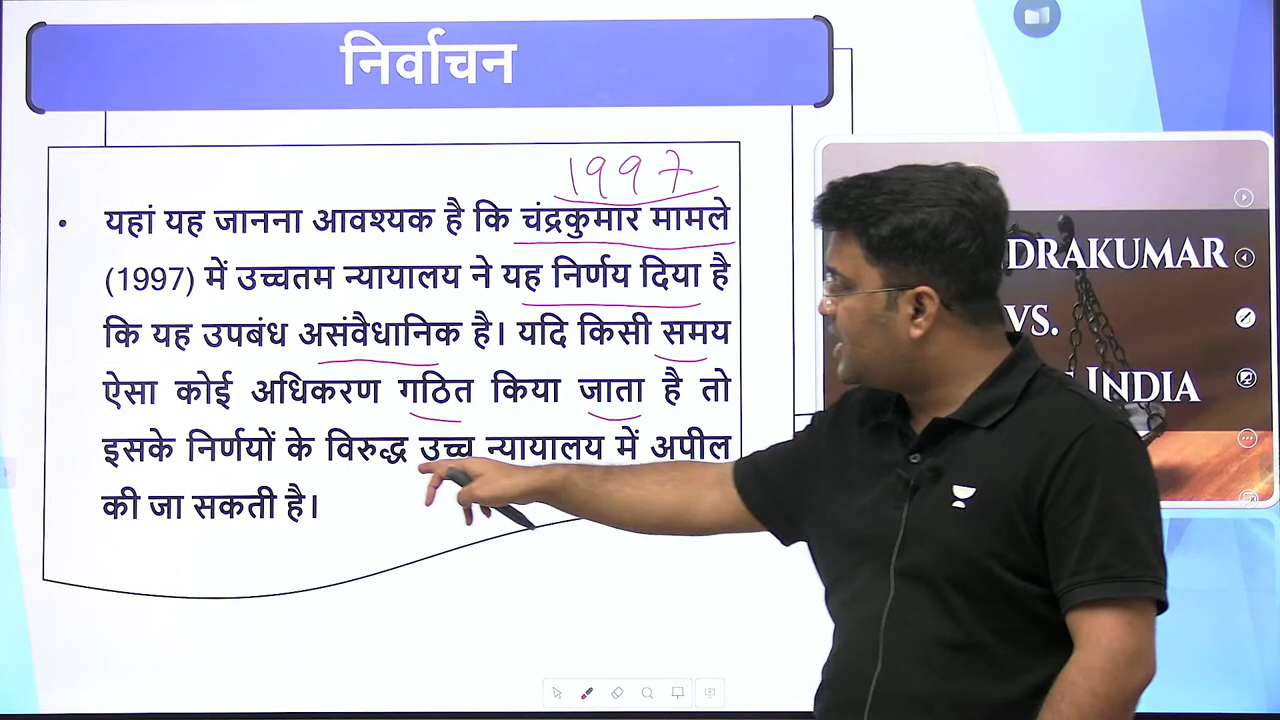 निर्वाचन
1997
• यहां यह जानना आवश्यक है कि चंद्रकुमार मामले
(1997) में उच्चतम न्यायालय ने यह निर्णय दिया है
कि यह उपबंध असंवैधानिक है। यदि किसी समय
ऐसा कोई अधिकरण गठित किया जाता है तो
इसके निर्णयों के विरुद्ध उच्च न्यायालय में अपील
की जा सकती है।
DRAKUMAR
VS.
INDIA